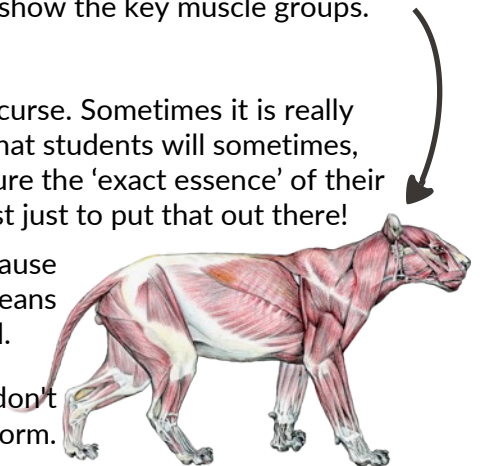 show the key muscle groups.
curse. Sometimes it is really
hat students will sometimes,
ure the ‘exact essence’ of their
st just to put that out there!
ause
eans
l.
don't
orm.